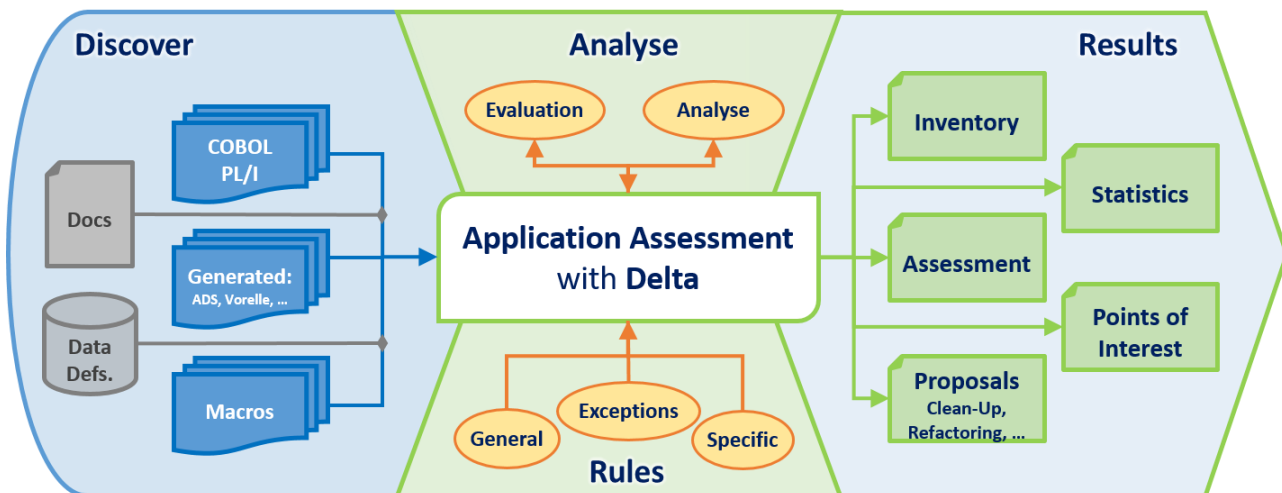 Discover
Analyse
Results
COBOL
PL/I
Docs
Generated:
ADS, Vorelle, ...
Data
Defs.
Macros
Evaluation
Analyse
Application Assessment
with Delta
General
Exceptions
Specific
Rules
Inventory
Statistics
Assessment
Points of
Interest
Proposals
Clean-Up,
Refactoring, ...